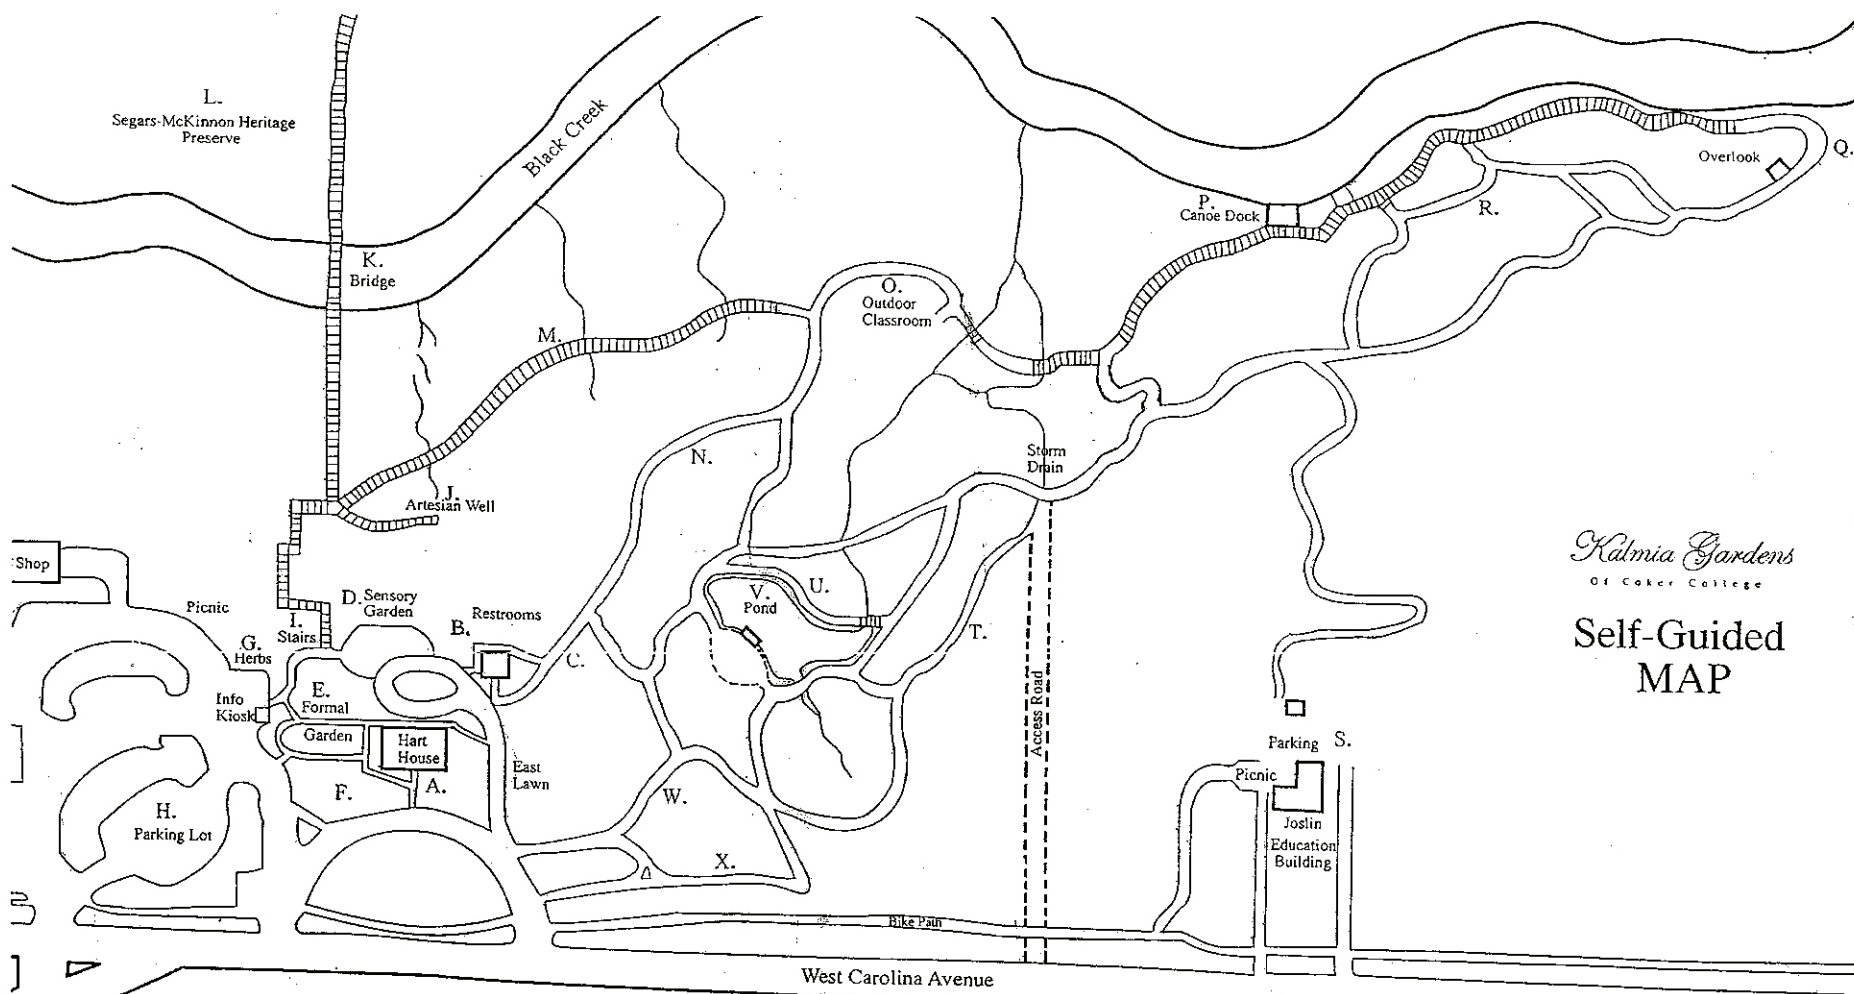 L.
Segars-McKinnon Heritage
Preserve
Black Creek
K.
Bridge
P.
Canoe Dock
Overlook
Q.
R.
O.
Outdoor
Classroom
M.
N.
J.
Artesian Well
Storm
Drain
Shop
Picnic
D. Sensory
Garden
I.
Stairs
G.
Herbs
B.
Restrooms
C.
U.
V.
Pond
T.
Info
Kiosk
E.
Formal
Garden
Hart
House
A.
F.
East
Lawn
H.
Parking Lot
W.
X.
Access Road
Parking
S.
Picnic
Joslin
Education
Building
Bike Path
West Carolina Avenue
Kalmia Gardens
Of Coker College
Self-Guided
MAP